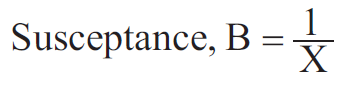 Susceptance, B = 1/X